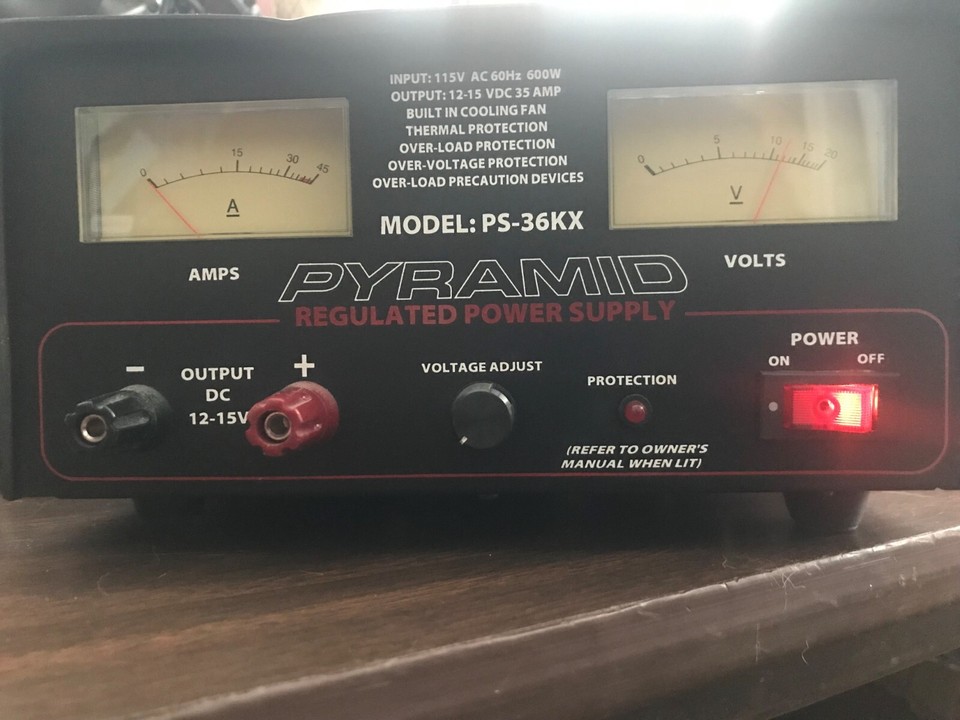 INPUT: 115V AC 60Hz 600W
OUTPUT: 12-15 VDC 35 AMP
BUILT IN COOLING FAN
THERMAL PROTECTION
OVER-LOAD PROTECTION
OVER-VOLTAGE PROTECTION
OVER-LOAD PRECAUTION DEVICES
MODEL: PS-36KX
0 15 30 45
A
AMPS
0 5 10 15 20
V
VOLTS
PYRAMID
REGULATED POWER SUPPLY
- +
OUTPUT
DC
12-15V
VOLTAGE ADJUST
PROTECTION
(REFER TO OWNER'S
MANUAL WHEN LIT)
POWER
ON OFF